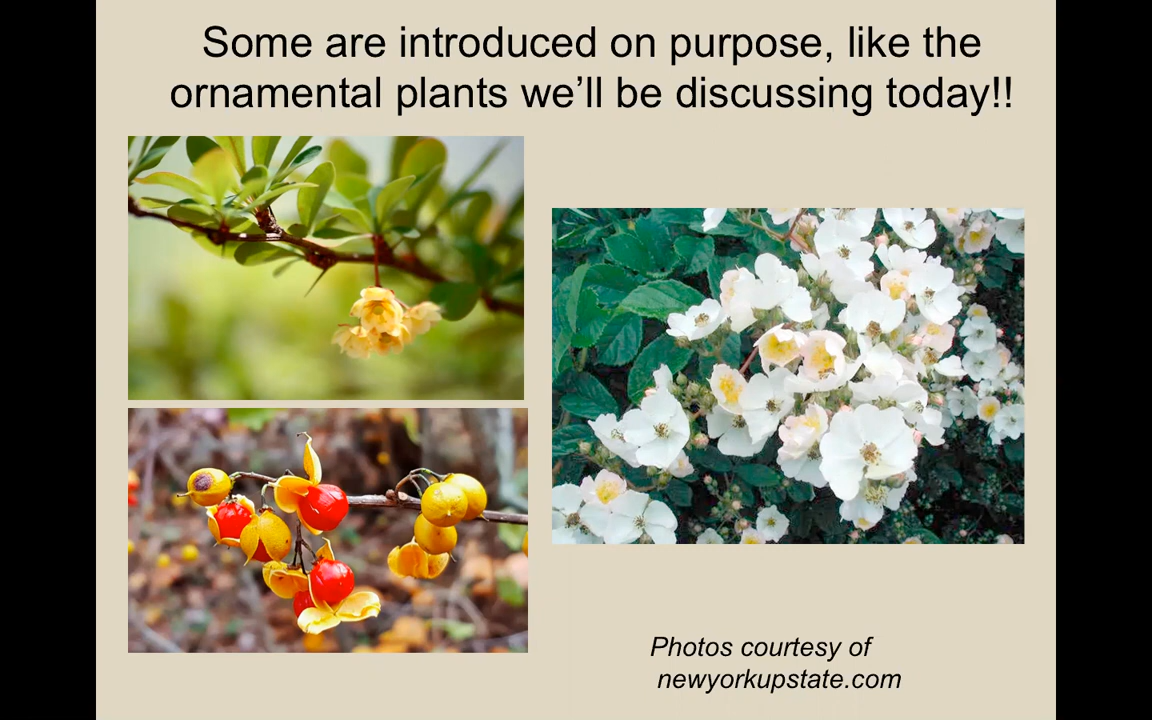 Some are introduced on purpose, like the
ornamental plants we’ll be discussing today!!
Photos courtesy of
newyorkupstate.com